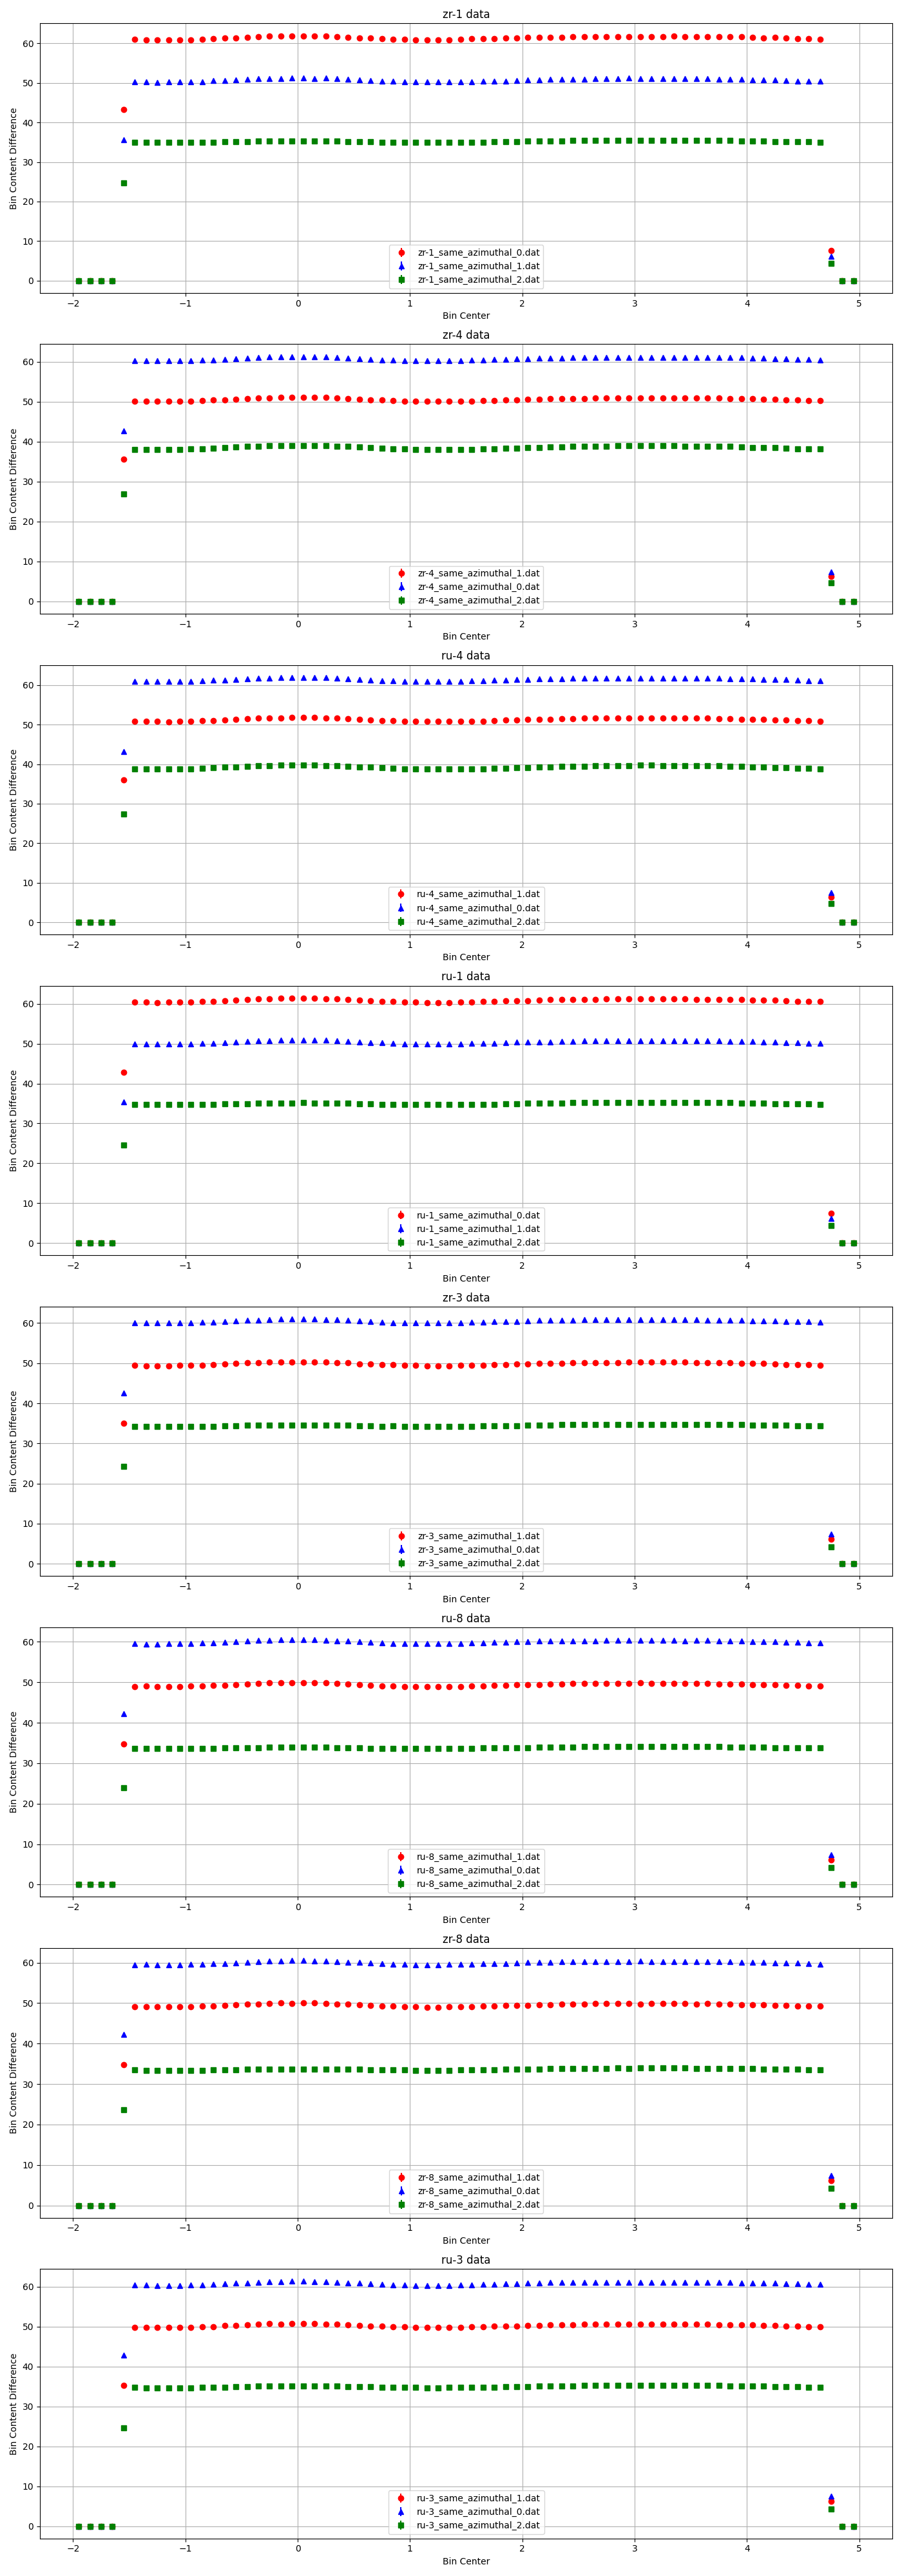 zr-1 data
60
50
40
30
20
10
0
Bin Content Difference
zr-1_same_azimuthal_0.dat
zr-1_same_azimuthal_1.dat
zr-1_same_azimuthal_2.dat
−2 −1 0 1 2 3 4 5
Bin Center
zr-4 data
60
50
40
30
20
10
0
Bin Content Difference
zr-4_same_azimuthal_1.dat
zr-4_same_azimuthal_0.dat
zr-4_same_azimuthal_2.dat
−2 −1 0 1 2 3 4 5
Bin Center
ru-4 data
60
50
40
30
20
10
0
Bin Content Difference
ru-4_same_azimuthal_1.dat
ru-4_same_azimuthal_0.dat
ru-4_same_azimuthal_2.dat
−2 −1 0 1 2 3 4 5
Bin Center
ru-1 data
60
50
40
30
20
10
0
Bin Content Difference
ru-1_same_azimuthal_0.dat
ru-1_same_azimuthal_1.dat
ru-1_same_azimuthal_2.dat
−2 −1 0 1 2 3 4 5
Bin Center
zr-3 data
60
50
40
30
20
10
0
Bin Content Difference
zr-3_same_azimuthal_1.dat
zr-3_same_azimuthal_0.dat
zr-3_same_azimuthal_2.dat
−2 −1 0 1 2 3 4 5
Bin Center
ru-8 data
60
50
40
30
20
10
0
Bin Content Difference
ru-8_same_azimuthal_1.dat
ru-8_same_azimuthal_0.dat
ru-8_same_azimuthal_2.dat
−2 −1 0 1 2 3 4 5
Bin Center
zr-8 data
60
50
40
30
20
10
0
Bin Content Difference
zr-8_same_azimuthal_1.dat
zr-8_same_azimuthal_0.dat
zr-8_same_azimuthal_2.dat
−2 −1 0 1 2 3 4 5
Bin Center
ru-3 data
60
50
40
30
20
10
0
Bin Content Difference
ru-3_same_azimuthal_1.dat
ru-3_same_azimuthal_0.dat
ru-3_same_azimuthal_2.dat
−2 −1 0 1 2 3 4 5
Bin Center